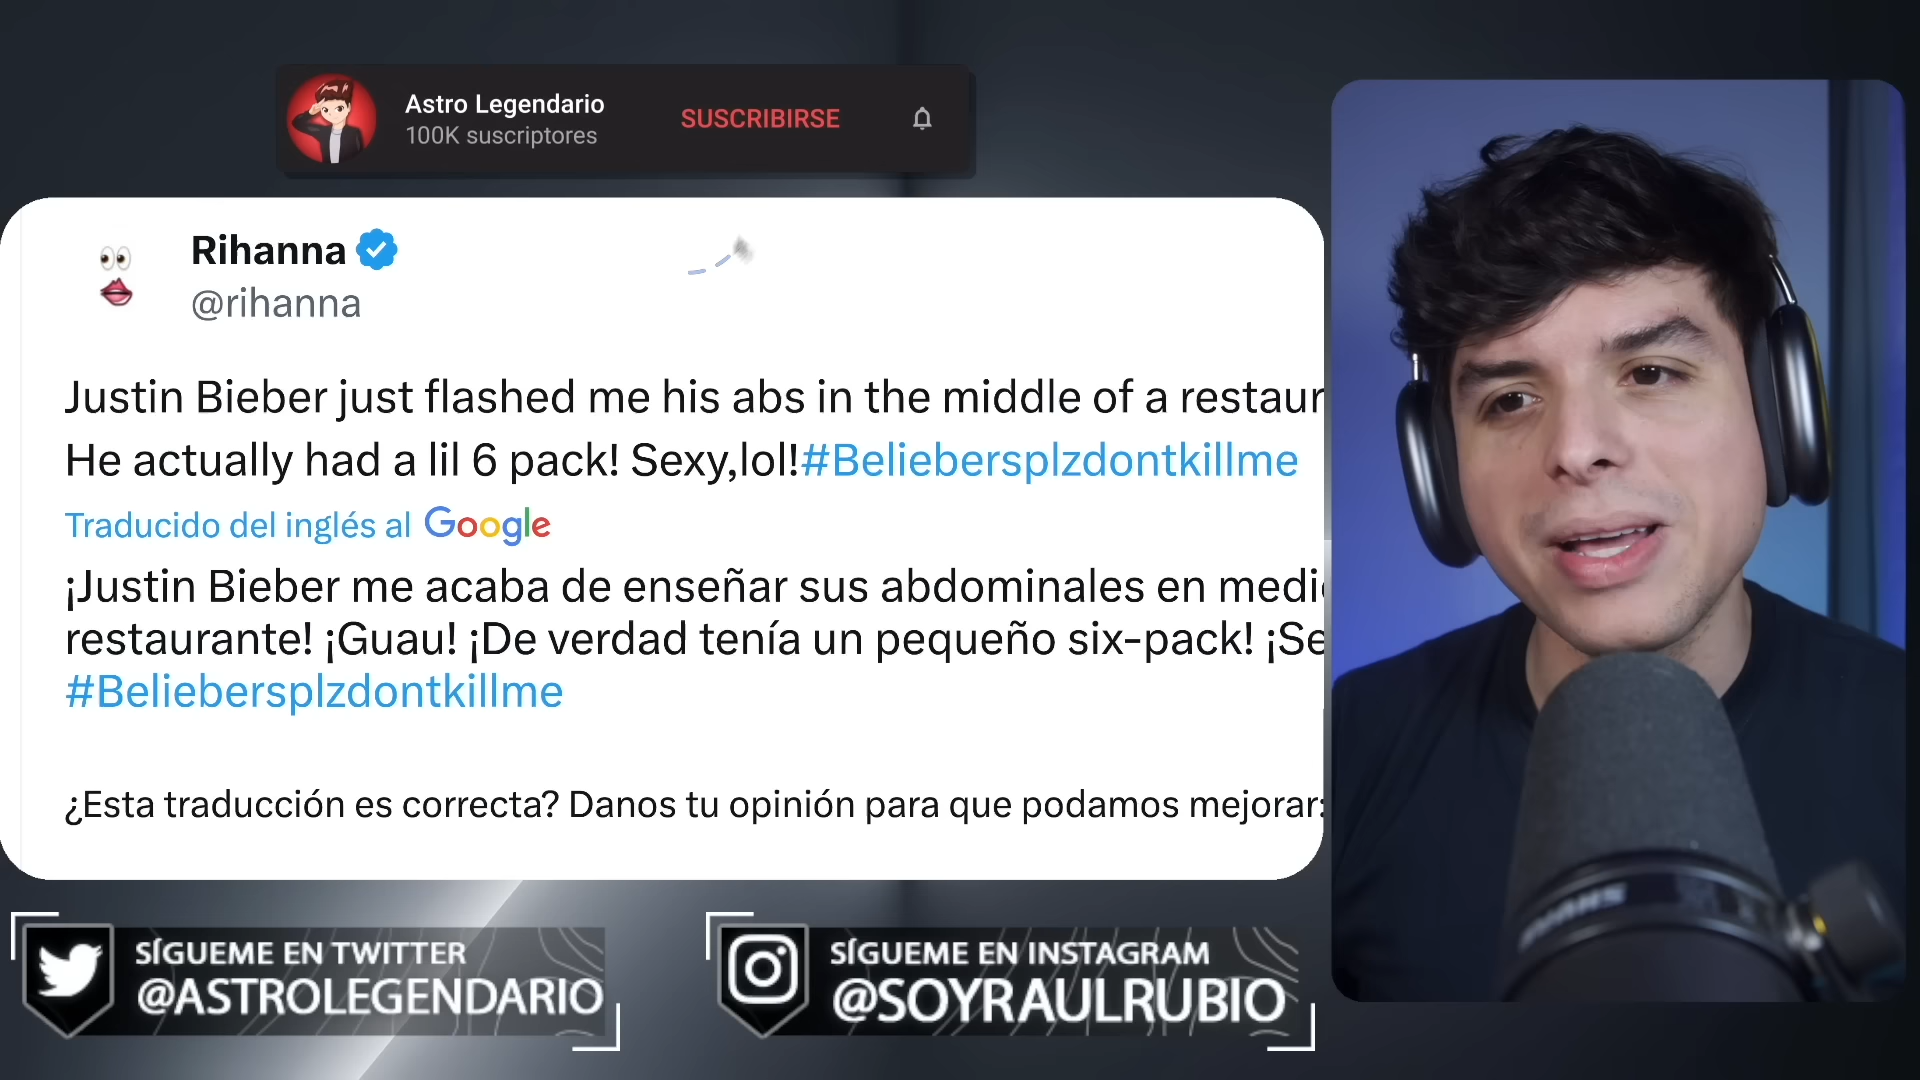 Astro Legendario
100K suscriptores
SUSCRIBIRSE
Rihanna
@rihanna
Justin Bieber just flashed me his abs in the middle of a restaur
He actually had a lil 6 pack! Sexy,lol!#Beliebersplzdontkillme
Traducido del inglés al Google
¡Justin Bieber me acaba de enseñar sus abdominales en medio
restaurante! ¡Guau! ¡De verdad tenía un pequeño six-pack! ¡Se
#Beliebersplzdontkillme
¿Esta traducción es correcta? Danos tu opinión para que podamos mejorar:
SÍGUEME EN TWITTER
@ASTROLEGENDARIO
SÍGUEME EN INSTAGRAM
@SOYRAULRUBIO